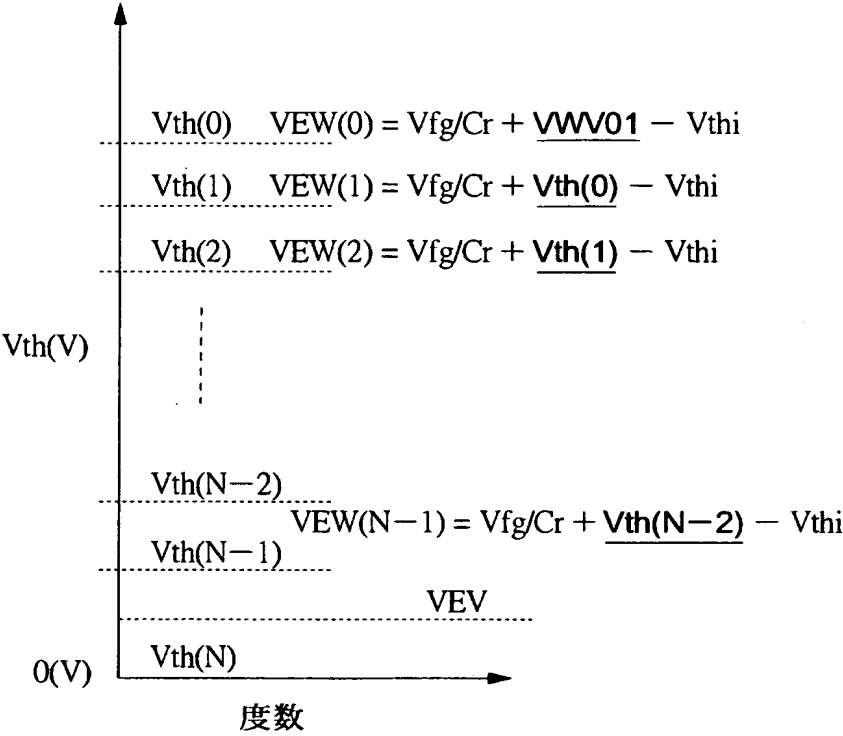 Vth(0) VEW(0) = Vfg/Cr + VWV01 − Vthi
Vth(1) VEW(1) = Vfg/Cr + Vth(0) − Vthi
Vth(2) VEW(2) = Vfg/Cr + Vth(1) − Vthi
Vth(V)
Vth(N−2)
VEW(N−1) = Vfg/Cr + Vth(N−2) − Vthi
Vth(N−1)
VEV
Vth(N)
0(V)
度数